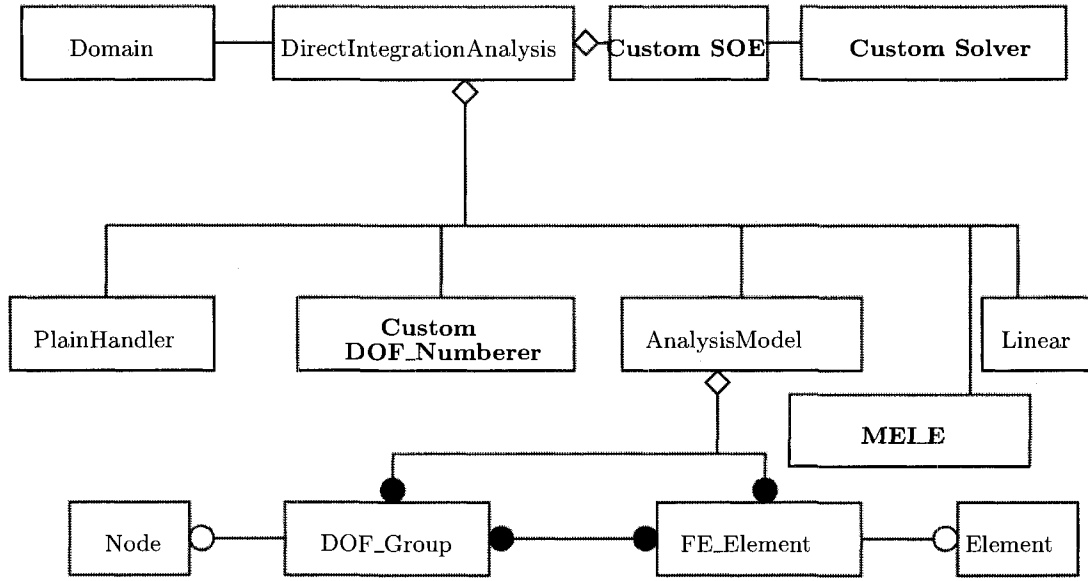 Domain
DirectIntegrationAnalysis
Custom SOE
Custom Solver
PlainHandler
Custom
DOF_Numberer
AnalysisModel
Linear
MELE
Node
DOF_Group
FE_Element
Element